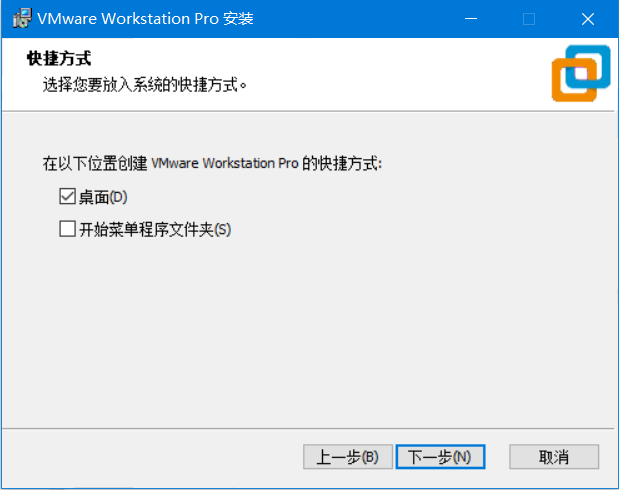 VMware Workstation Pro 安装
快捷方式
选择您要放入系统的快捷方式。
在以下位置创建 VMware Workstation Pro 的快捷方式:
桌面(D)
开始菜单程序文件夹(S)
上一步(B) 下一步(N) 取消